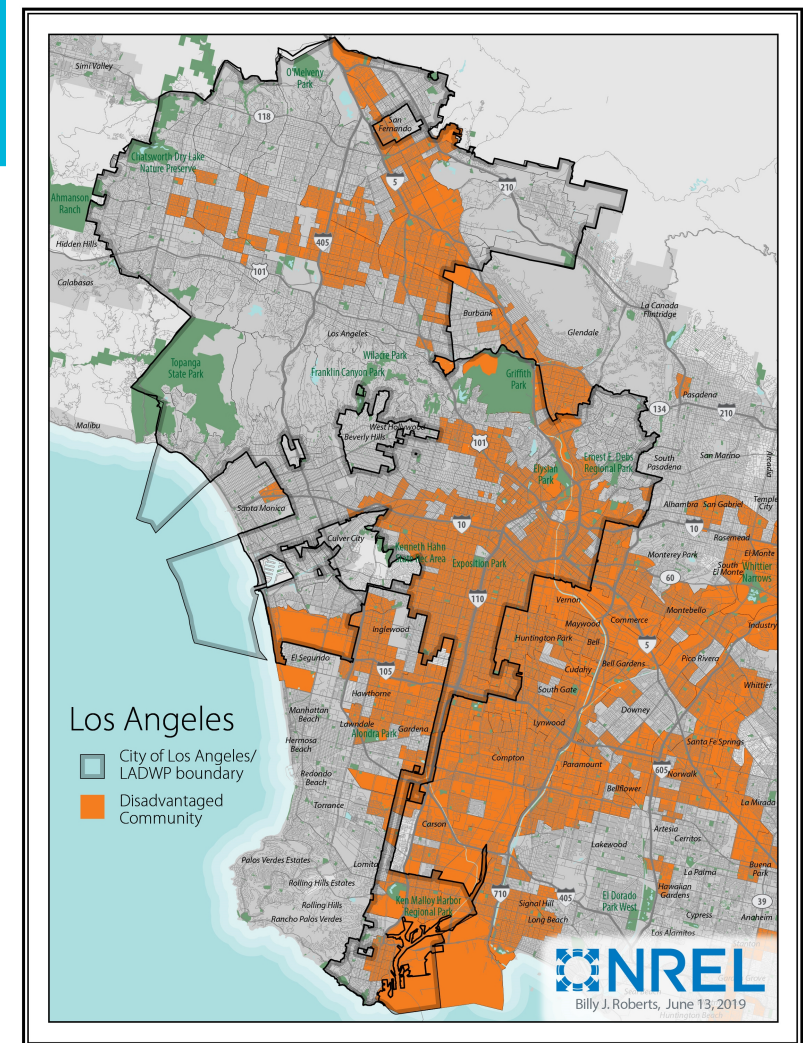 Simi Valley
O'Melveny
Park
118
San
Fernando
Chatsworth Dry Lake
Nature Preserve
5
210
Ahmanson
Ranch
405
Hidden Hills
101
Calabasas
La Canada
Flintridge
Burbank
Los Angeles
Glendale
Wilacre Park
Topanga
State Park
Franklin Canyon Park
Griffith
Park
Pasadena
134
210
Malibu
West Hollywood
Beverly Hills
101
Ernest E. Debs
Regional Park
South
Pasadena
San Marino
Arcadia
Elysian
Park
Santa Monica
Alhambra
San Gabriel
Temple
City
10
10
Rosemead
Culver City
Kenneth Hahn
State Rec Area
Exposition Park
Monterey Park
El Monte
South
El Monte
Whittier
Narrows
60
110
Vernon
Montebello
Maywood
Commerce
Industry
Inglewood
Huntington Park
Bell
5
El Segundo
Cudahy
Bell Gardens
Pico Rivera
105
South Gate
Whittier
Hawthorne
Downey
Manhattan
Beach
Lawndale
Gardena
Lynwood
Alondra Park
Santa Fe Springs
Hermosa
Beach
Compton
Paramount
605
Norwalk
Redondo
Beach
Bellflower
Torrance
La Mirada
Carson
Artesia
Cerritos
Lakewood
Palos Verdes Estates
Lomita
La Palma
Buena
Park
Rolling Hills Estates
Ken Malloy Harbor
Regional Park
710
405
Hawaiian
Gardens
Rolling Hills
Signal Hill
El Dorado
Park West
39
Rancho Palos Verdes
Long Beach
Cypress
Anaheim
Los Alamitos
Los Angeles
City of Los Angeles/
LADWP boundary
Disadvantaged
Community
NREL
Billy J. Roberts, June 13, 2019
Huntington Beach